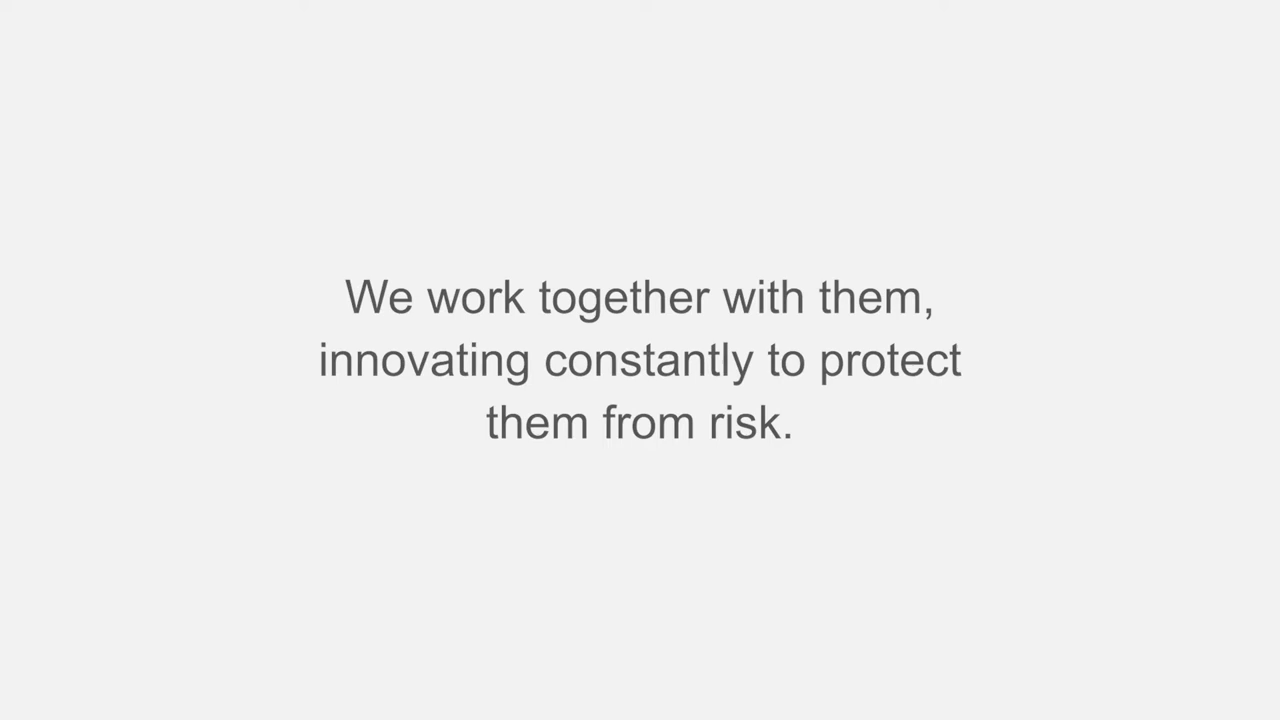 We work together with them,
innovating constantly to protect
them from risk.